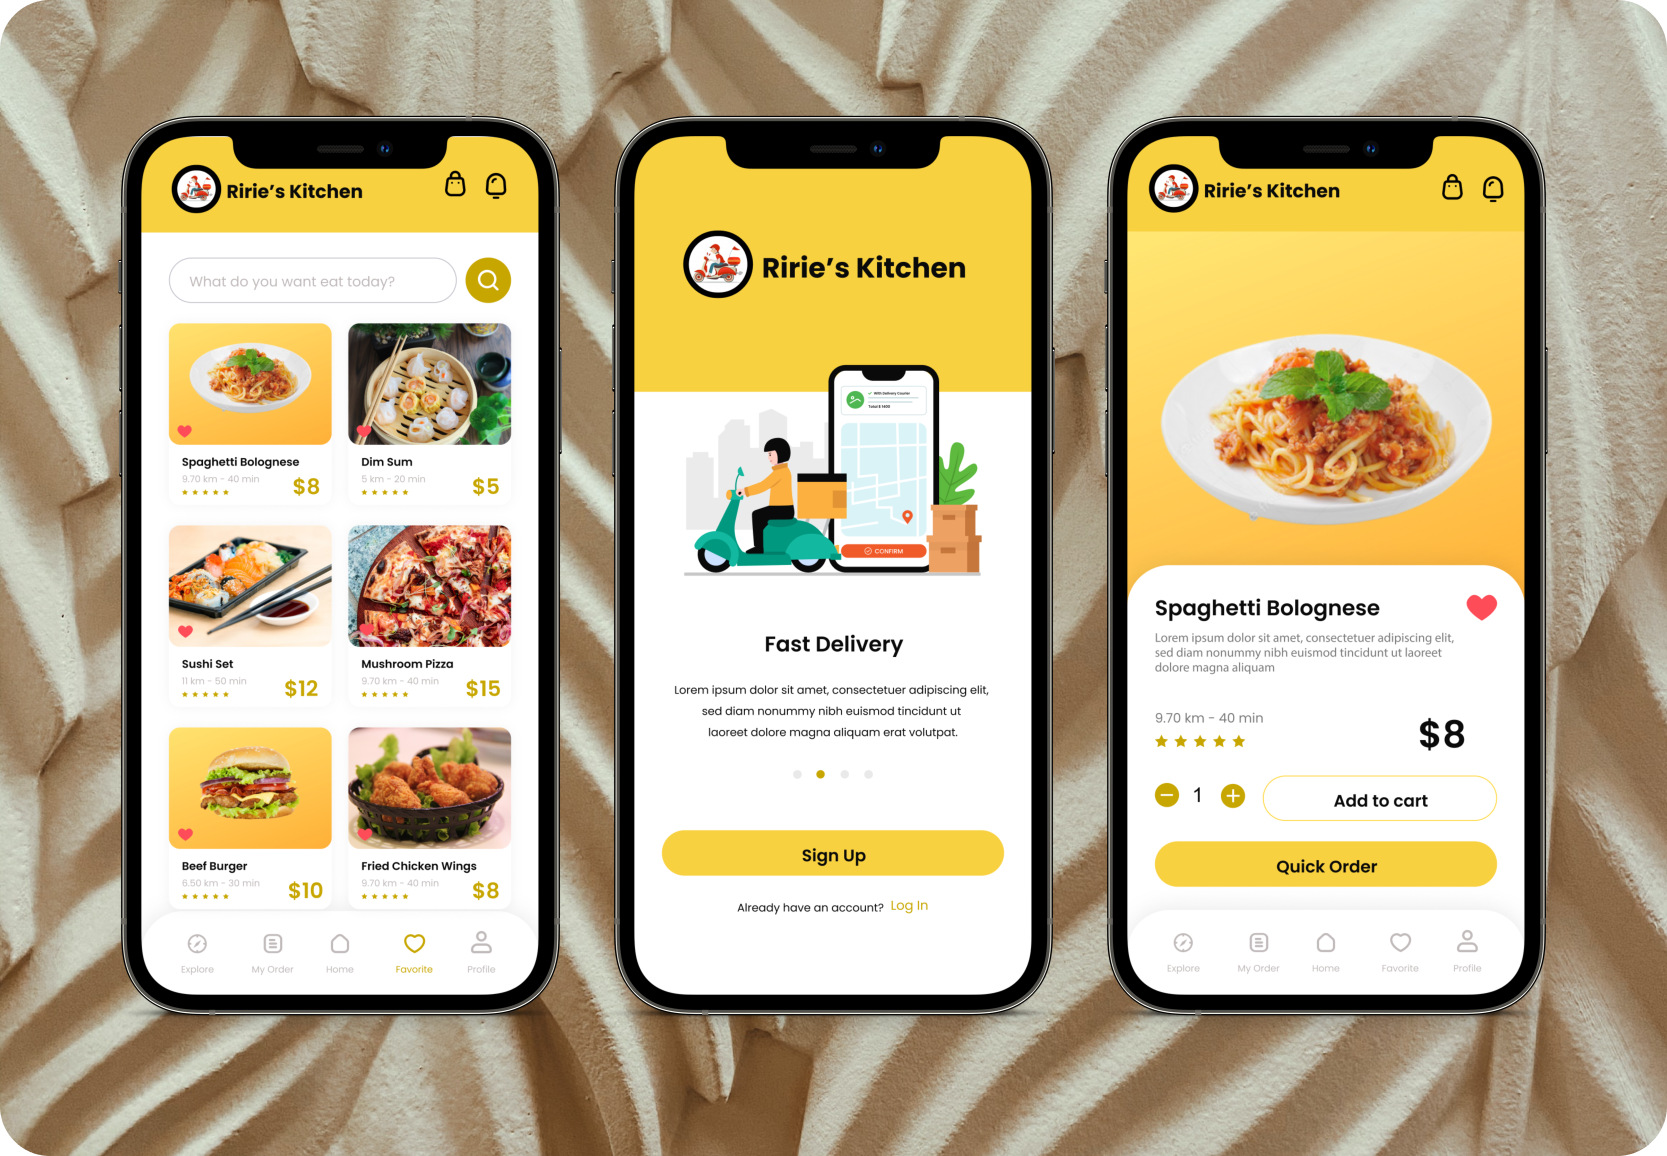 Ririe's Kitchen
What do you want eat today?
Spaghetti Bolognese
9.70 km - 40 min
$8
Dim Sum
5 km - 20 min
$5
Sushi Set
11 km - 50 min
$12
Mushroom Pizza
9.70 km - 40 min
$15
Beef Burger
6.50 km - 30 min
$10
Fried Chicken Wings
9.70 km - 40 min
$8
Explore
My Order
Home
Favorite
Profile
Ririe's Kitchen
With Delivery Courier
Total $ 1400
CONFIRM
Fast Delivery
Lorem ipsum dolor sit amet, consectetuer adipiscing elit,
sed diam nonummy nibh euismod tincidunt ut
laoreet dolore magna aliquam erat volutpat.
Sign Up
Already have an account? Log In
Ririe's Kitchen
Spaghetti Bolognese
Lorem ipsum dolor sit amet, consectetuer adipiscing elit,
sed diam nonummy nibh euismod tincidunt ut laoreet
dolore magna aliquam
9.70 km - 40 min
$8
1
Add to cart
Quick Order
Explore
My Order
Home
Favorite
Profile